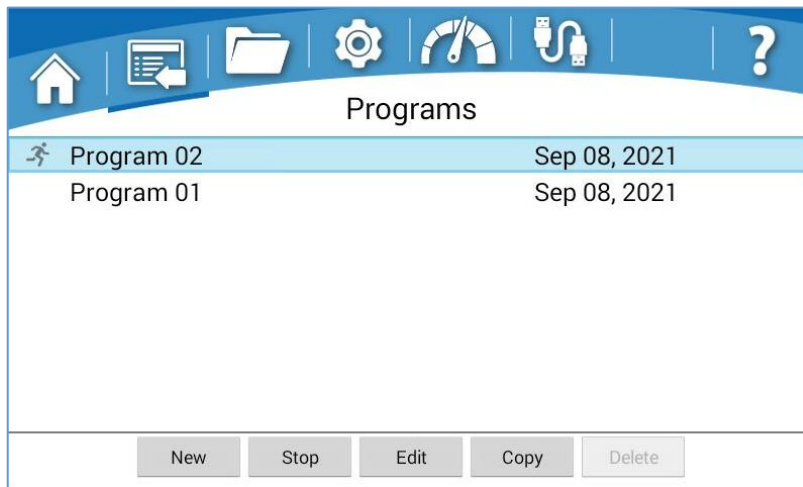 ?
Programs
Program 02 Sep 08, 2021
Program 01 Sep 08, 2021
New Stop Edit Copy Delete